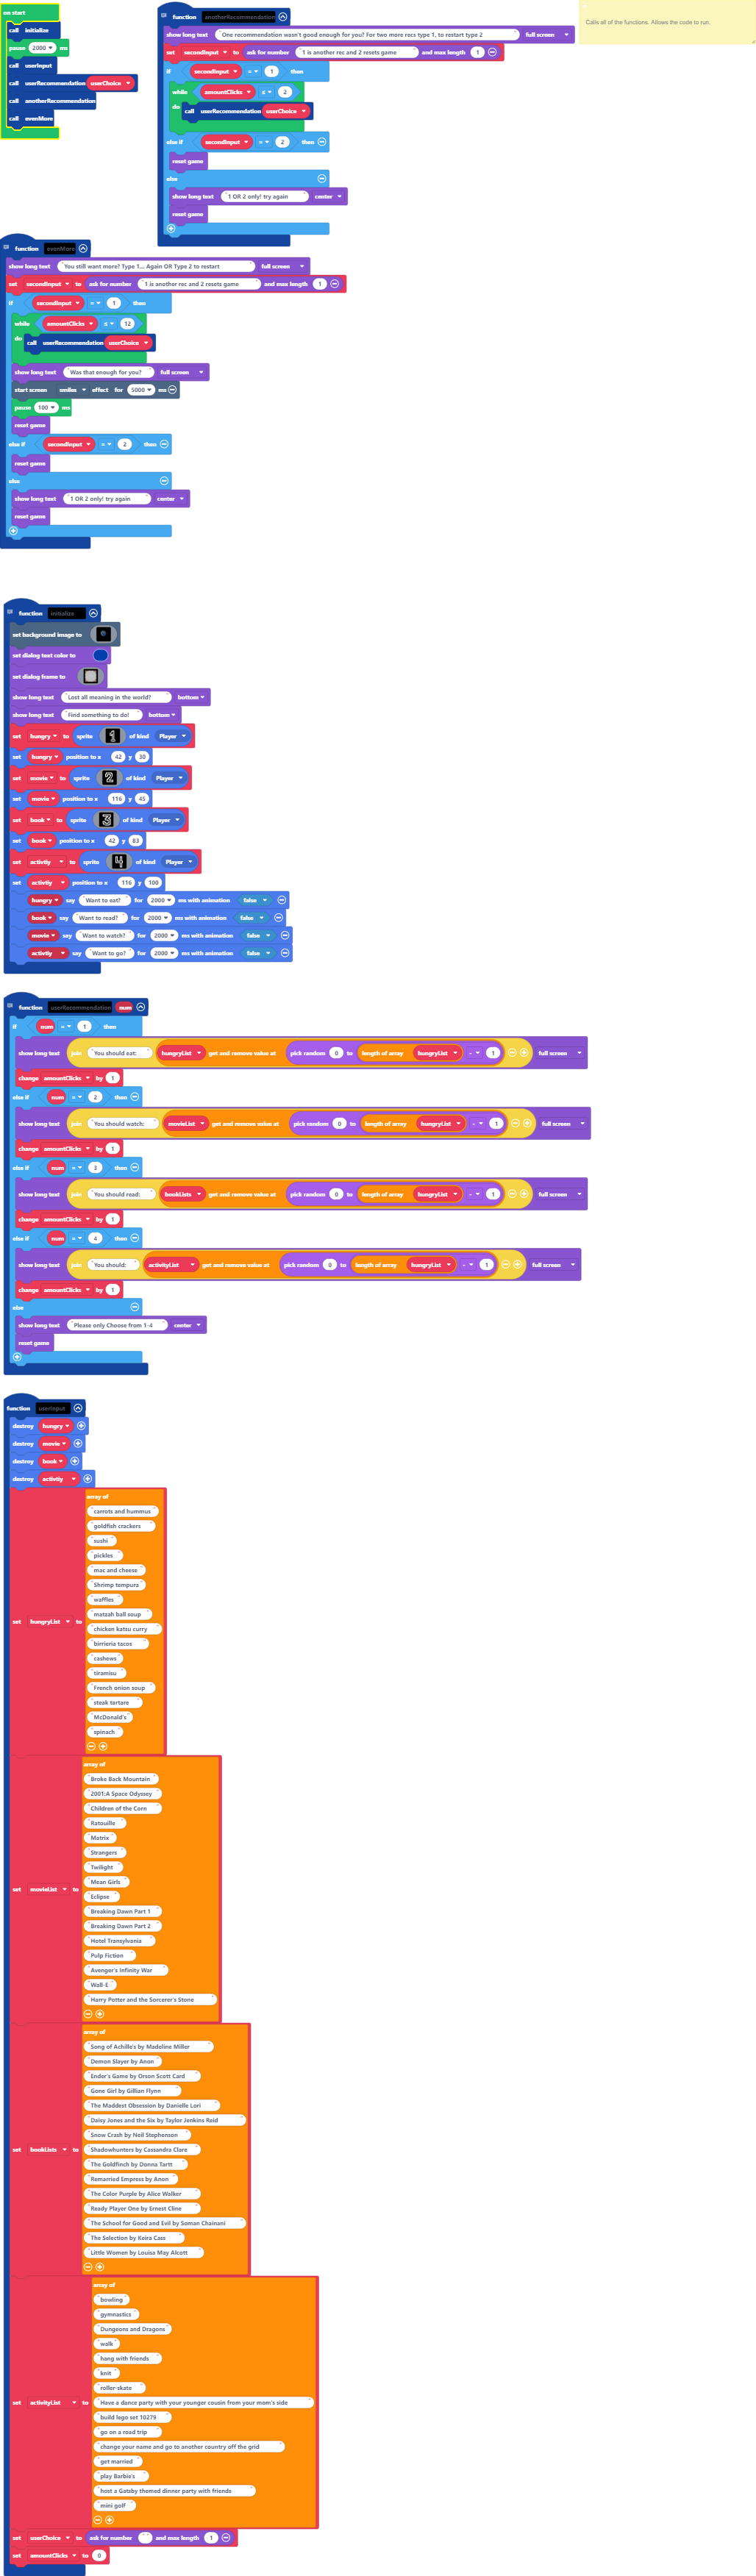 on start
call initialize
pause 2000 ms
call userInput
call userRecommendation userChoice
call anotherRecommendation
call evenMore
function anotherRecommendation
show long text "One recommendation wasn't good enough for you? For two more recs type 1, to restart type 2" full screen
set secondInput to ask for number "1 is another rec and 2 resets game" and max length 1
if secondInput = 1 then
while amountClicks ≤ 2
do call userRecommendation userChoice
else if secondInput = 2 then
reset game
else
show long text "1 OR 2 only! try again" center
reset game
Calls all of the functions. Allows the code to run.
function evenMore
show long text "You still want more? Type 1... Again OR Type 2 to restart" full screen
set secondInput to ask for number "1 is another rec and 2 resets game" and max length 1
if secondInput = 1 then
while amountClicks ≤ 12
do call userRecommendation userChoice
show long text "Was that enough for you?" full screen
start screen smiles effect for 5000 ms
pause 100 ms
reset game
else if secondInput = 2 then
reset game
else
show long text "1 OR 2 only! try again" center
reset game
function initialize
set background image to
set dialog text color to
set dialog frame to
show long text "Lost all meaning in the world?" bottom
show long text "Find something to do!" bottom
set hungry to sprite 1 of kind Player
set hungry position to x 42 y 30
set movie to sprite 2 of kind Player
set movie position to x 116 y 45
set book to sprite 3 of kind Player
set book position to x 42 y 83
set activtiy to sprite 4 of kind Player
set activtiy position to x 116 y 100
hungry say "Want to eat?" for 2000 ms with animation false
book say "Want to read?" for 2000 ms with animation false
movie say "Want to watch?" for 2000 ms with animation false
activtiy say "Want to go?" for 2000 ms with animation false
function userRecommendation num
if num = 1 then
show long text join "You should eat:" hungryList get and remove value at pick random 0 to length of array hungryList - 1 full screen
change amountClicks by 1
else if num = 2 then
show long text join "You should watch:" movieList get and remove value at pick random 0 to length of array hungryList - 1 full screen
change amountClicks by 1
else if num = 3 then
show long text join "You should read:" bookLists get and remove value at pick random 0 to length of array hungryList - 1 full screen
change amountClicks by 1
else if num = 4 then
show long text join "You should:" activityList get and remove value at pick random 0 to length of array hungryList - 1 full screen
change amountClicks by 1
else
show long text "Please only Choose from 1-4" center
reset game
function userInput
destroy hungry
destroy movie
destroy book
destroy activtiy
set hungryList to array of
"carrots and hummus"
"goldfish crackers"
"sushi"
"pickles"
"mac and cheese"
"Shrimp tempura"
"waffles"
"matzah ball soup"
"chicken katsu curry"
"birrieria tacos"
"cashews"
"tiramisu"
"French onion soup"
"steak tartare"
"McDonald's"
"spinach"
set movieList to array of
"Broke Back Mountain"
"2001:A Space Odyssey"
"Children of the Corn"
"Ratouille"
"Matrix"
"Strangers"
"Twilight"
"Mean Girls"
"Eclipse"
"Breaking Dawn Part 1"
"Breaking Dawn Part 2"
"Hotel Transylvania"
"Pulp Fiction"
"Avenger's Infinity War"
"Wall-E"
"Harry Potter and the Sorcerer's Stone"
set bookLists to array of
"Song of Achille's by Madeline Miller"
"Demon Slayer by Anon"
"Ender's Game by Orson Scott Card"
"Gone Girl by Gillian Flynn"
"The Maddest Obsession by Danielle Lori"
"Daisy Jones and the Six by Taylor Jenkins Reid"
"Snow Crash by Neil Stephenson"
"Shadowhunters by Cassandra Clare"
"The Goldfinch by Donna Tartt"
"Remarried Empress by Anon"
"The Color Purple by Alice Walker"
"Ready Player One by Ernest Cline"
"The School for Good and Evil by Soman Chainani"
"The Selection by Keira Cass"
"Little Women by Louisa May Alcott"
set activityList to array of
"bowling"
"gymnastics"
"Dungeons and Dragons"
"walk"
"hang with friends"
"knit"
"roller-skate"
"Have a dance party with your younger cousin from your mom's side"
"build lego set 10279"
"go on a road trip"
"change your name and go to another country off the grid"
"get married"
"play Barbie's"
"host a Gatsby themed dinner party with friends"
"mini golf"
set userChoice to ask for number " " and max length 1
set amountClicks to 0